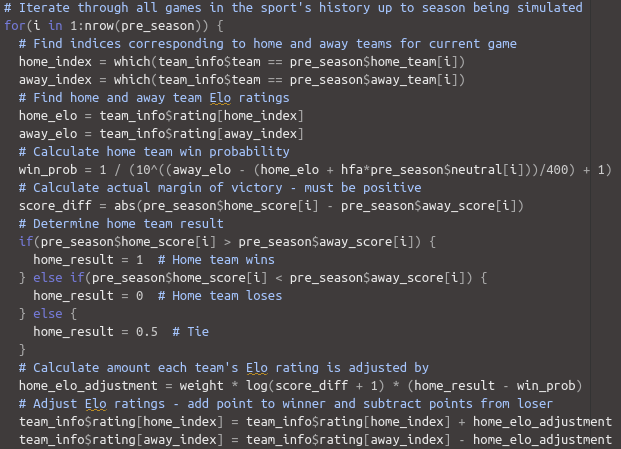 # Iterate through all games in the sport's history up to season being simulated
for(i in 1:nrow(pre_season)) {
  # Find indices corresponding to home and away teams for current game
  home_index = which(team_info$team == pre_season$home_team[i])
  away_index = which(team_info$team == pre_season$away_team[i])
  # Find home and away team Elo ratings
  home_elo = team_info$rating[home_index]
  away_elo = team_info$rating[away_index]
  # Calculate home team win probability
  win_prob = 1 / (10^((away_elo - (home_elo + hfa*pre_season$neutral[i]))/400) + 1)
  # Calculate actual margin of victory - must be positive
  score_diff = abs(pre_season$home_score[i] - pre_season$away_score[i])
  # Determine home team result
  if(pre_season$home_score[i] > pre_season$away_score[i]) {
    home_result = 1  # Home team wins
  } else if(pre_season$home_score[i] < pre_season$away_score[i]) {
    home_result = 0  # Home team loses
  } else {
    home_result = 0.5  # Tie
  }
  # Calculate amount each team's Elo rating is adjusted by
  home_elo_adjustment = weight * log(score_diff + 1) * (home_result - win_prob)
  # Adjust Elo ratings - add point to winner and subtract points from loser
  team_info$rating[home_index] = team_info$rating[home_index] + home_elo_adjustment
  team_info$rating[away_index] = team_info$rating[away_index] - home_elo_adjustment